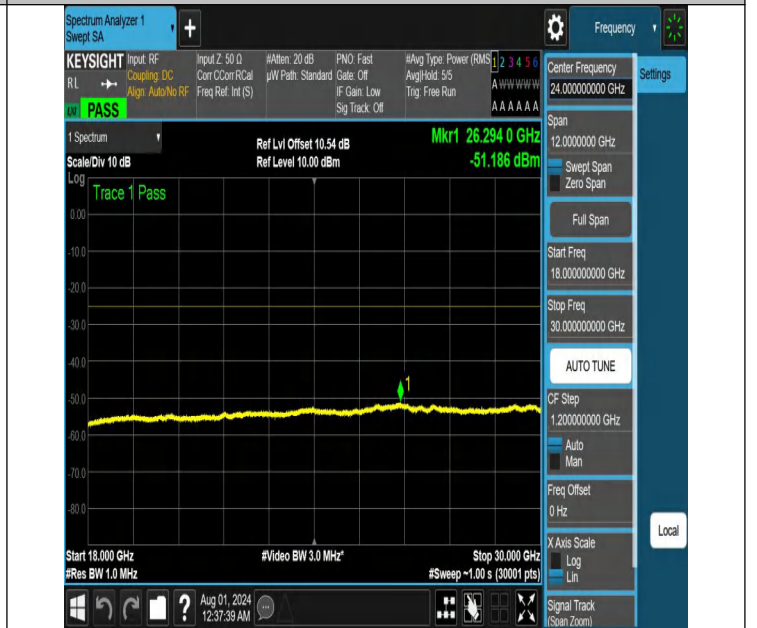 Spectrum Analyzer 1
Swept SA
+
Frequency
KEYSIGHT
RL
PASS
Input: RF
Coupling: DC
Align: Auto/No RF
Input Z: 50 Ω
Corr CCorr RCal
Freq Ref: Int (S)
#Atten: 20 dB
µW Path: Standard
PNO: Fast
Gate: Off
IF Gain: Low
Sig Track: Off
#Avg Type: Power (RMS
Avg|Hold: 5/5
Trig: Free Run
1 2 3 4 5 6
A W W W W W
A A A A A A
1 Spectrum
Scale/Div 10 dB
Ref Lvl Offset 10.54 dB
Ref Level 10.00 dBm
Mkr1 26.294 0 GHz
-51.186 dBm
Log
Trace 1 Pass
0.00
-10.0
-20.0
-30.0
-40.0
-50.0
-60.0
-70.0
-80.0
1
Start 18.000 GHz
#Res BW 1.0 MHz
#Video BW 3.0 MHz*
Stop 30.000 GHz
#Sweep ~1.00 s (30001 pts)
Aug 01, 2024
12:37:39 AM
?
Center Frequency
24.000000000 GHz
Settings
Span
12.0000000 GHz
Swept Span
Zero Span
Full Span
Start Freq
18.000000000 GHz
Stop Freq
30.000000000 GHz
AUTO TUNE
CF Step
1.200000000 GHz
Auto
Man
Freq Offset
0 Hz
X Axis Scale
Log
Lin
Local
Signal Track
(Span Zoom)